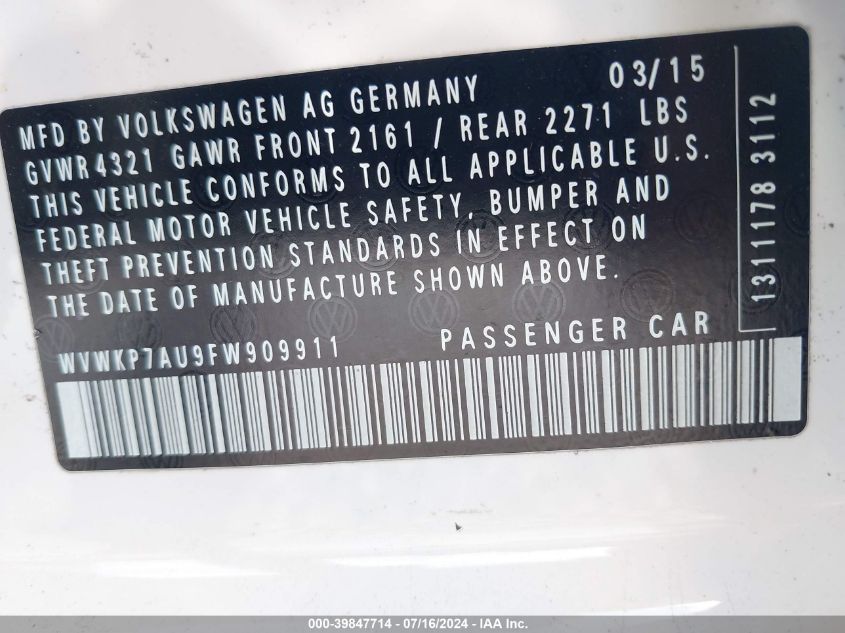 MFD BY VOLKSWAGEN AG GERMANY 03/15
GVWR4321 GAWR FRONT 2161 / REAR 2271 LBS
THIS VEHICLE CONFORMS TO ALL APPLICABLE U.S.
FEDERAL MOTOR VEHICLE SAFETY, BUMPER AND
THEFT PREVENTION STANDARDS IN EFFECT ON
THE DATE OF MANUFACTURE SHOWN ABOVE.
WVWKP7AU9FW909911 PASSENGER CAR
1311178 3112
000-39847714 - 07/16/2024 - IAA Inc.